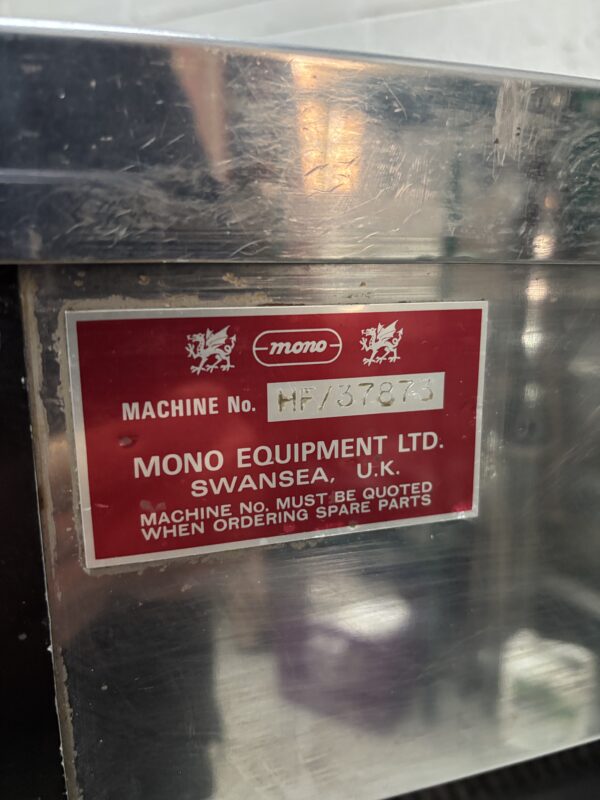 mono
MACHINE No. HF/37873
MONO EQUIPMENT LTD.
SWANSEA, U.K.
MACHINE No. MUST BE QUOTED
WHEN ORDERING SPARE PARTS